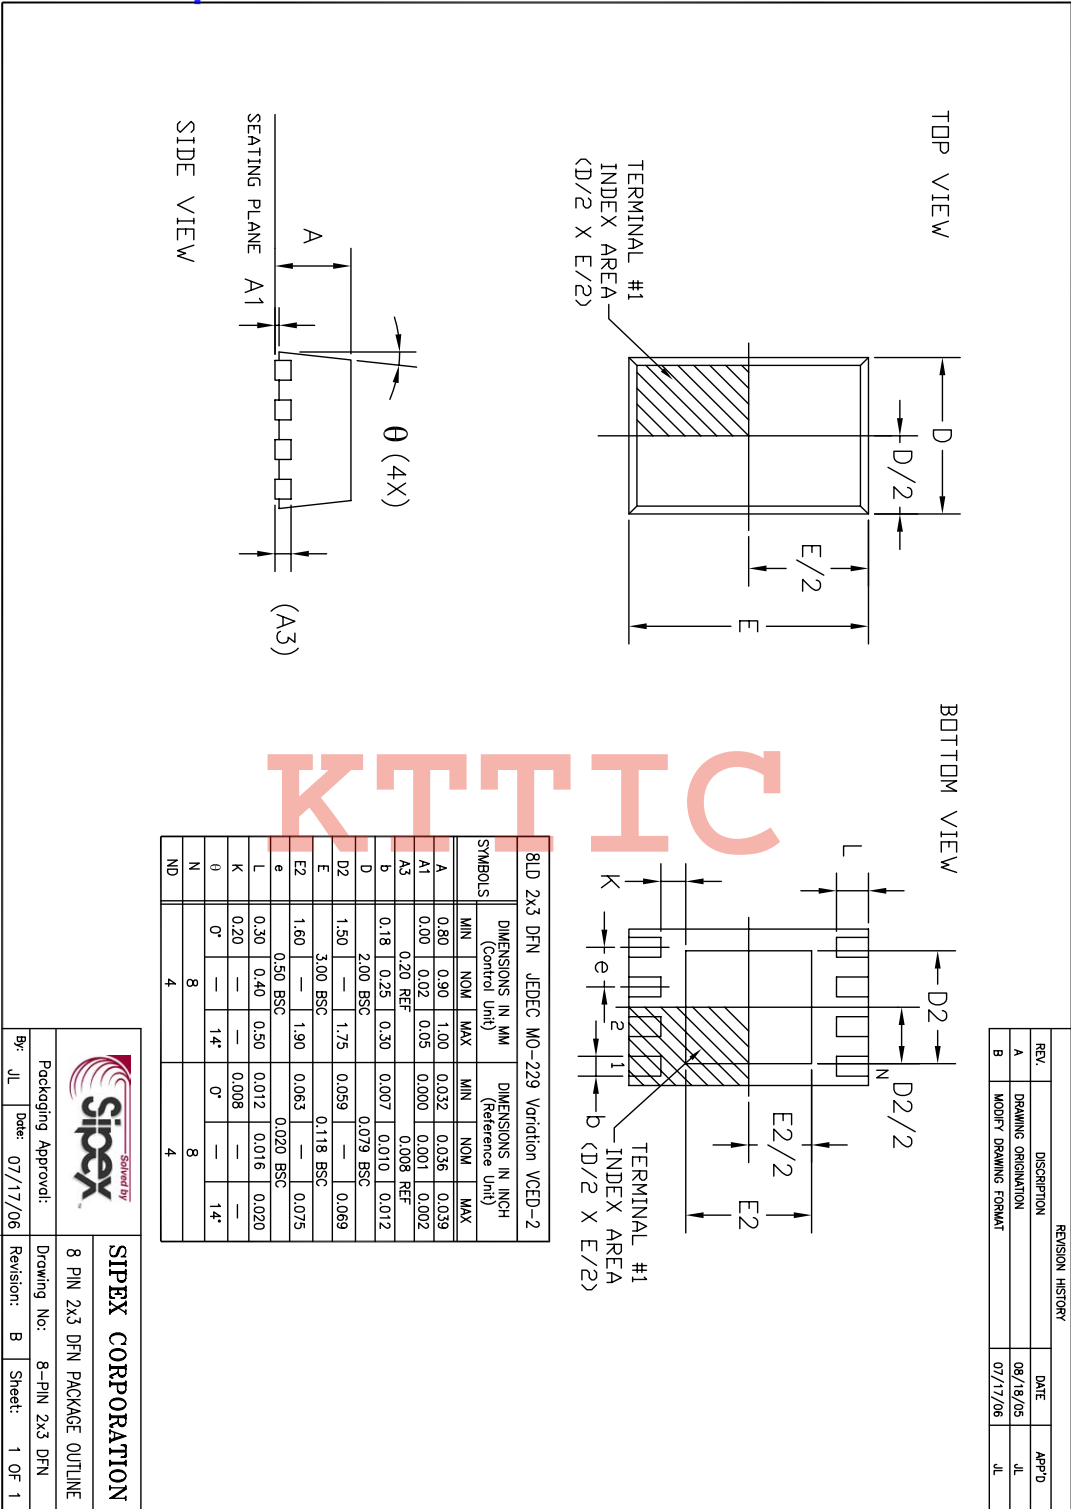 REVISION HISTORY
REV. DISCRIPTION DATE APP'D
A DRAWING ORIGINATION 08/18/05 JL
B MODIFY DRAWING FORMAT 07/17/06 JL
TOP VIEW
D
D/2
E/2
E
TERMINAL #1
INDEX AREA
(D/2 X E/2)
BOTTOM VIEW
D2
D2/2
L
N
E2/2
E2
K
e
2
1
b
TERMINAL #1
INDEX AREA
(D/2 X E/2)
SIDE VIEW
SEATING PLANE
A
A1
θ (4X)
(A3)
KTTIC
8LD 2x3 DFN JEDEC MO-229 Variation VCED-2
SYMBOLS DIMENSIONS IN MM (Control Unit) DIMENSIONS IN INCH (Reference Unit)
MIN NOM MAX MIN NOM MAX
A 0.80 0.90 1.00 0.032 0.036 0.039
A1 0.00 0.02 0.05 0.000 0.001 0.002
A3 0.20 REF 0.008 REF
b 0.18 0.25 0.30 0.007 0.010 0.012
D 2.00 BSC 0.079 BSC
D2 1.50 — 1.75 0.059 — 0.069
E 3.00 BSC 0.118 BSC
E2 1.60 — 1.90 0.063 — 0.075
e 0.50 BSC 0.020 BSC
L 0.30 0.40 0.50 0.012 0.016 0.020
K 0.20 — — 0.008 — —
θ 0° — 14° 0° — 14°
N 8 8
ND 4 4
Solved by
Sipex™
SIPEX CORPORATION
8 PIN 2x3 DFN PACKAGE OUTLINE
Packaging Approval:
Drawing No: 8-PIN 2x3 DFN
By: JL Date: 07/17/06 Revision: B Sheet: 1 OF 1